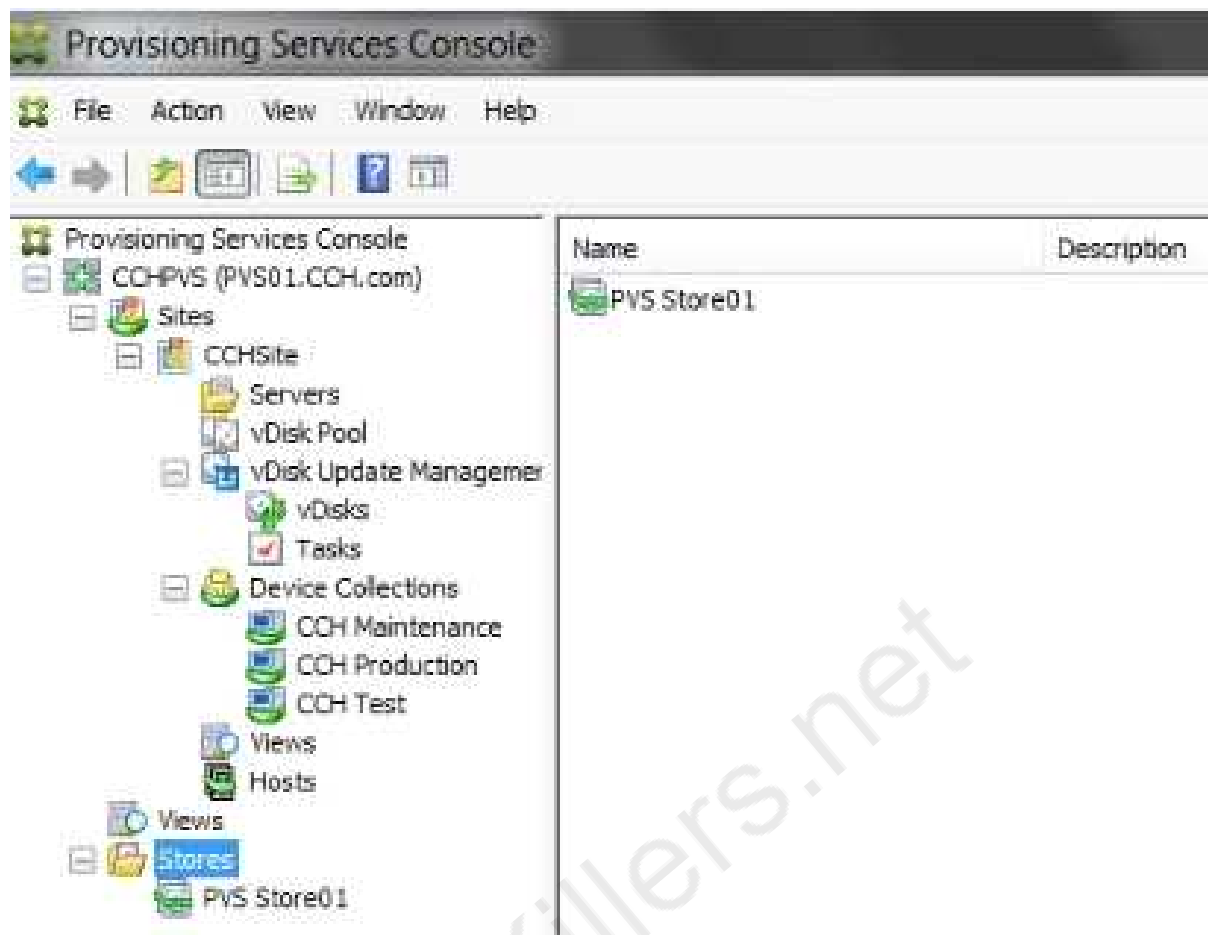 Provisioning Services Console
File Action View Window Help
Provisioning Services Console
CCHPVS (PVS01.CCH.com)
Sites
CCHSite
Servers
vDisk Pool
vDisk Update Managemer
vDisks
Tasks
Device Collections
CCH Maintenance
CCH Production
CCH Test
Views
Hosts
Views
Stores
PVS Store01
Name Description
PVS Store01
illers.net